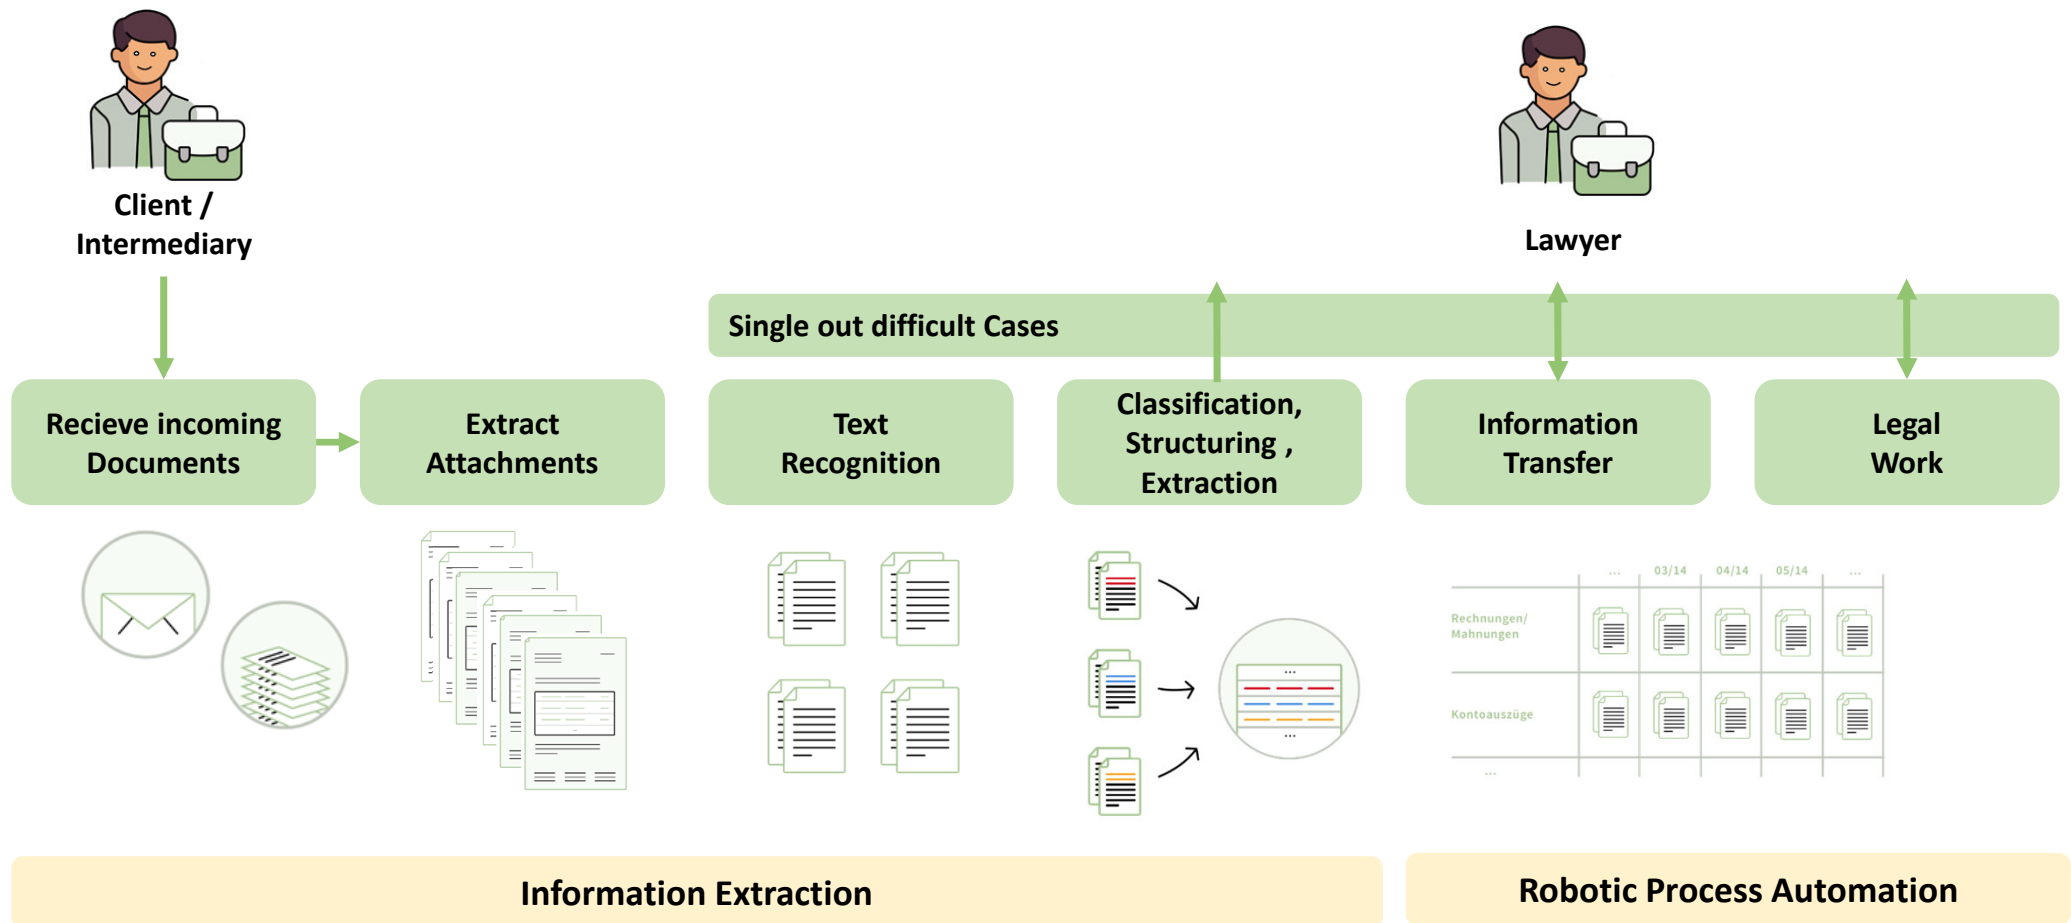 Client /
Intermediary
Lawyer
Single out difficult Cases
Recieve incoming
Documents
Extract
Attachments
Text
Recognition
Classification,
Structuring ,
Extraction
Information
Transfer
Legal
Work
...
03/14
04/14
05/14
...
Rechnungen/
Mahnungen
Kontoauszüge
...
...
...
Information Extraction
Robotic Process Automation